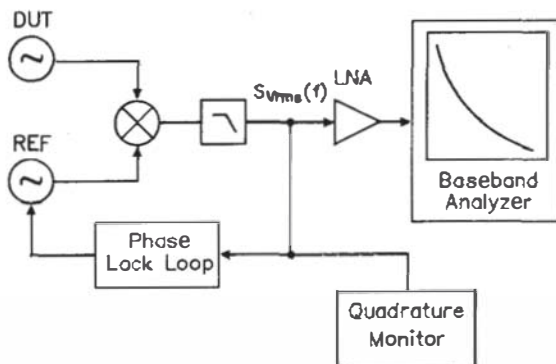 DUT
REF
Svrms(f)
LNA
Baseband
Analyzer
Phase
Lock Loop
Quadrature
Monitor